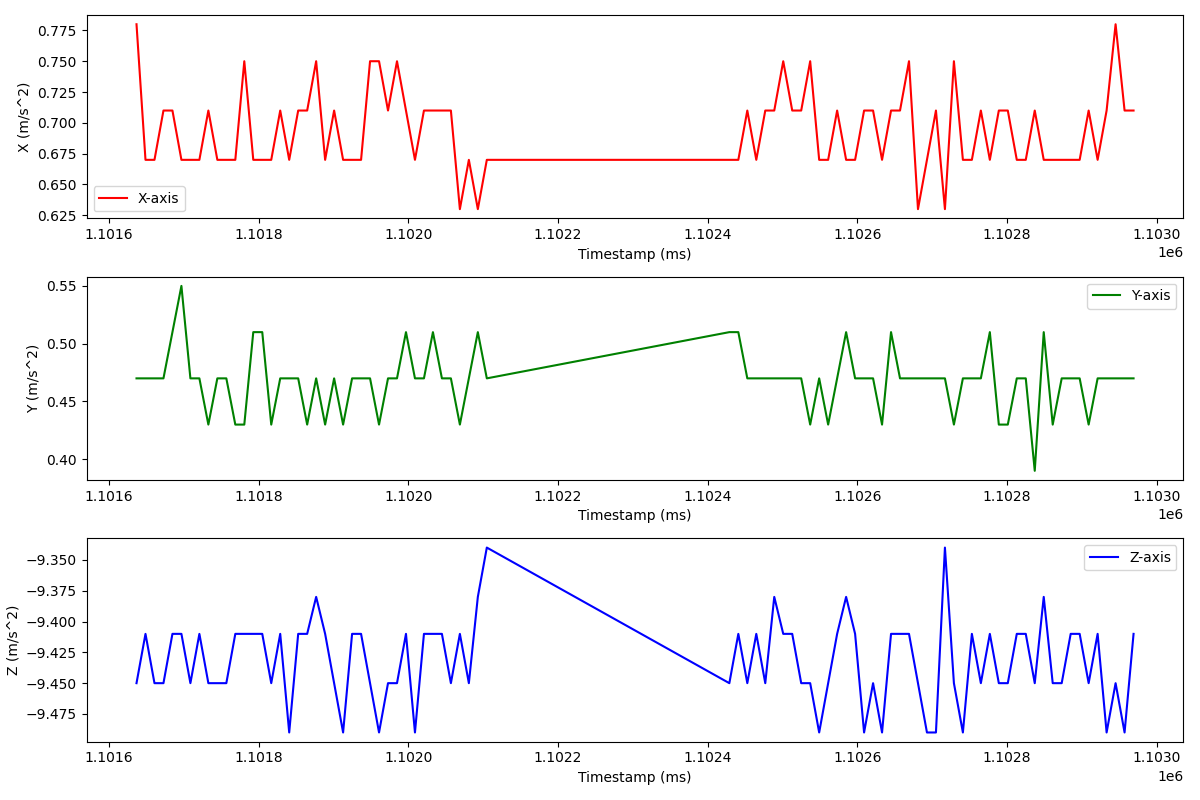 0.775
0.750
0.725
0.700
0.675
0.650
0.625
X (m/s^2)
X-axis
1.1016 1.1018 1.1020 1.1022 1.1024 1.1026 1.1028 1.1030
Timestamp (ms)
1e6
0.55
0.50
0.45
0.40
Y (m/s^2)
Y-axis
1.1016 1.1018 1.1020 1.1022 1.1024 1.1026 1.1028 1.1030
Timestamp (ms)
1e6
−9.350
−9.375
−9.400
−9.425
−9.450
−9.475
Z (m/s^2)
Z-axis
1.1016 1.1018 1.1020 1.1022 1.1024 1.1026 1.1028 1.1030
Timestamp (ms)
1e6